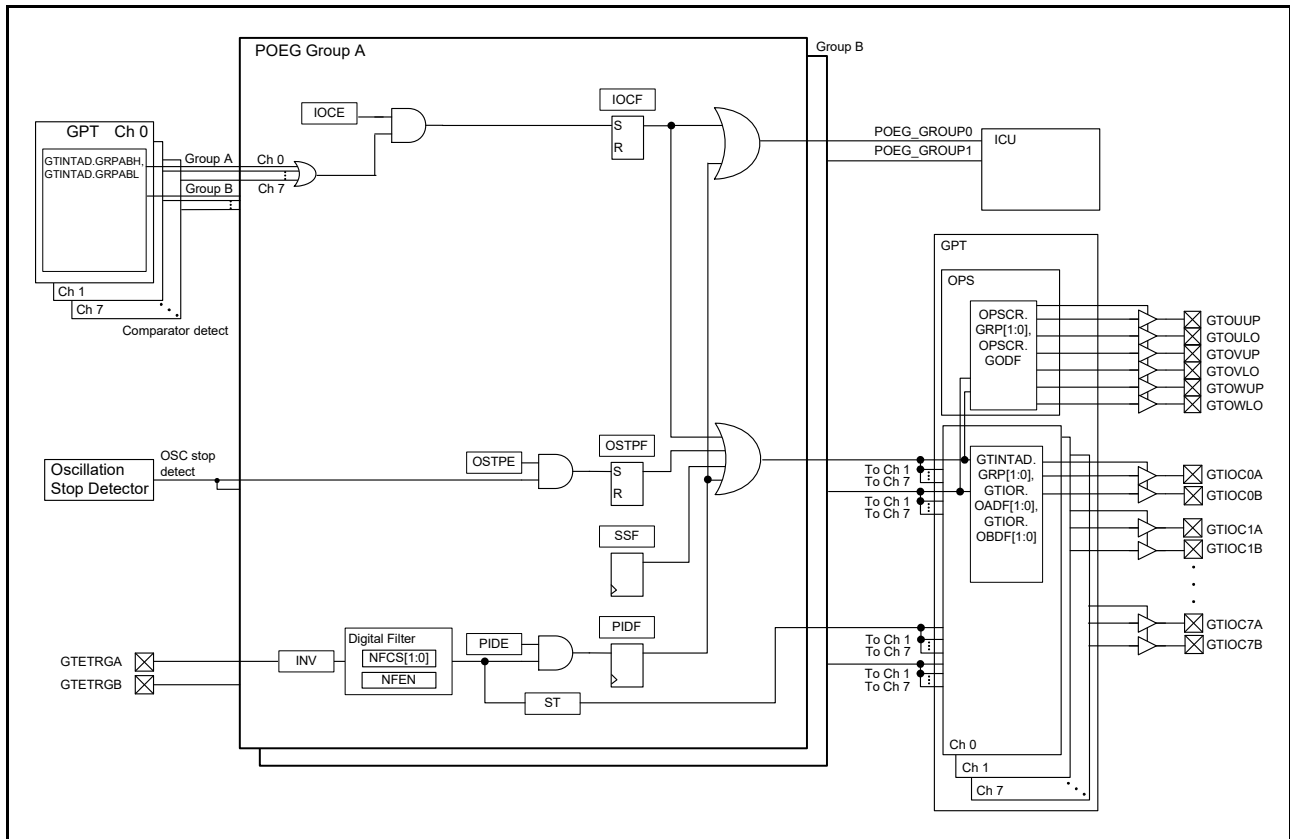 POEG Group A
Group B
IOCE
IOCF
S
R
GPT Ch 0
GTINTAD.GRPABH,
GTINTAD.GRPABL
Group A
Group B
Ch 0
Ch 7
Ch 1
Ch 7
Comparator detect
POEG_GROUP0
POEG_GROUP1
ICU
GPT
OPS
OPSCR.
GRP[1:0],
OPSCR.
GODF
GTOUUP
GTOULO
GTOVUP
GTOVLO
GTOWUP
GTOWLO
Oscillation
Stop Detector
OSC stop
detect
OSTPE
OSTPF
S
R
SSF
To Ch 1
To Ch 7
To Ch 1
To Ch 7
GTINTAD.
GRP[1:0],
GTIOR.
OADF[1:0],
GTIOR.
OBDF[1:0]
GTIOC0A
GTIOC0B
GTIOC1A
GTIOC1B
GTIOC7A
GTIOC7B
GTETRGA
GTETRGB
INV
Digital Filter
NFCS[1:0]
NFEN
PIDE
PIDF
ST
To Ch 1
To Ch 7
To Ch 1
To Ch 7
Ch 0
Ch 1
Ch 7